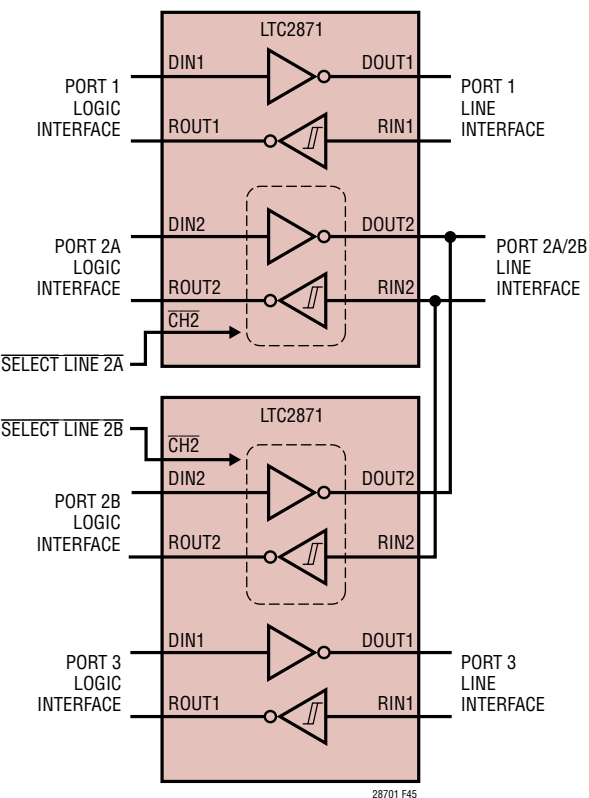 LTC2871
DIN1
DOUT1
PORT 1
LOGIC
INTERFACE
PORT 1
LINE
INTERFACE
ROUT1
RIN1
DIN2
DOUT2
PORT 2A
LOGIC
INTERFACE
PORT 2A/2B
LINE
INTERFACE
ROUT2
RIN2
CH2
SELECT LINE 2A
LTC2871
SELECT LINE 2B
CH2
DIN2
DOUT2
PORT 2B
LOGIC
INTERFACE
ROUT2
RIN2
DIN1
DOUT1
PORT 3
LOGIC
INTERFACE
PORT 3
LINE
INTERFACE
ROUT1
RIN1
28701 F45